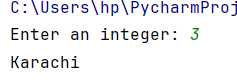 C:\Users\hp\PycharmProj
Enter an integer: 3
Karachi